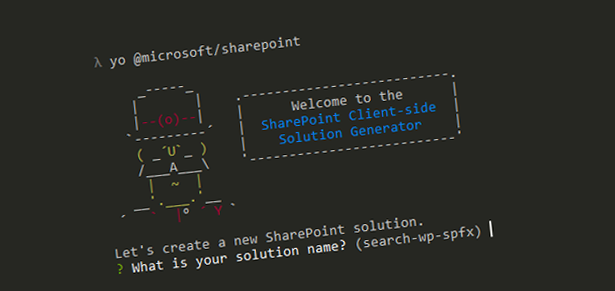 λ yo @microsoft/sharepoint
Welcome to the
SharePoint Client-side
Solution Generator
Let's create a new SharePoint solution.
? What is your solution name? (search-wp-spfx)